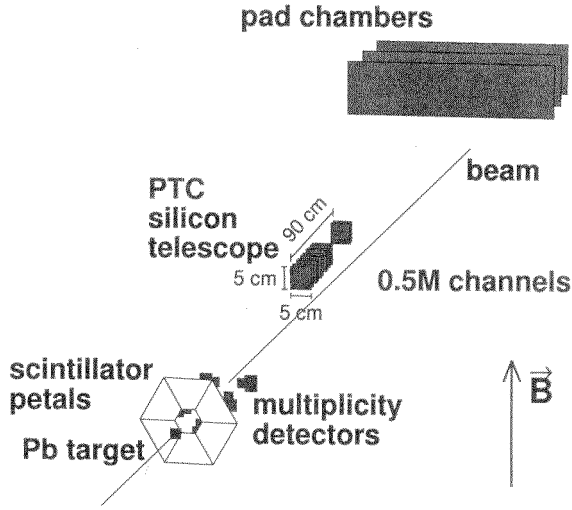 pad chambers
beam
PTC
silicon
telescope
90 cm
5 cm
5 cm
0.5M channels
scintillator
petals
multiplicity
detectors
Pb target
B